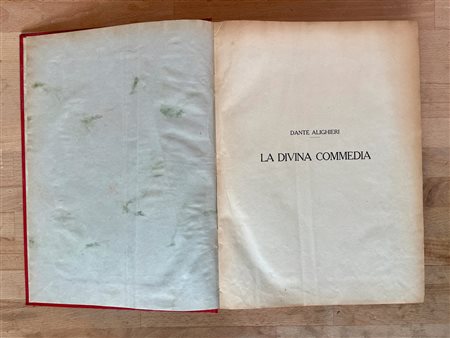 DANTE ALIGHIERI
LA DIVINA COMMEDIA